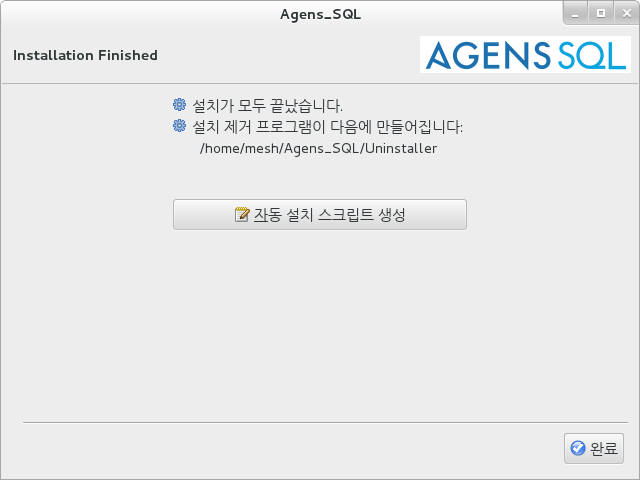 Agens_SQL
Installation Finished
AGENS SQL
설치가 모두 끝났습니다.
설치 제거 프로그램이 다음에 만들어집니다:
/home/mesh/Agens_SQL/Uninstaller
자동 설치 스크립트 생성
완료